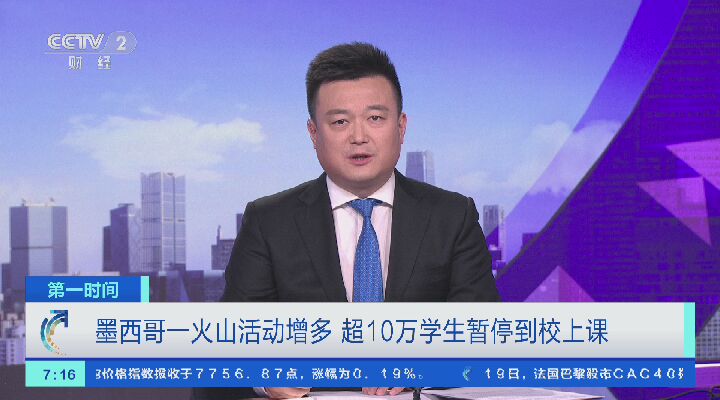 CCTV 2
财经
第一时间
墨西哥一火山活动增多 超10万学生暂停到校上课
7:16 价格指数报收于7756．87点，涨幅为0．19%。 19日，法国巴黎股市CAC40